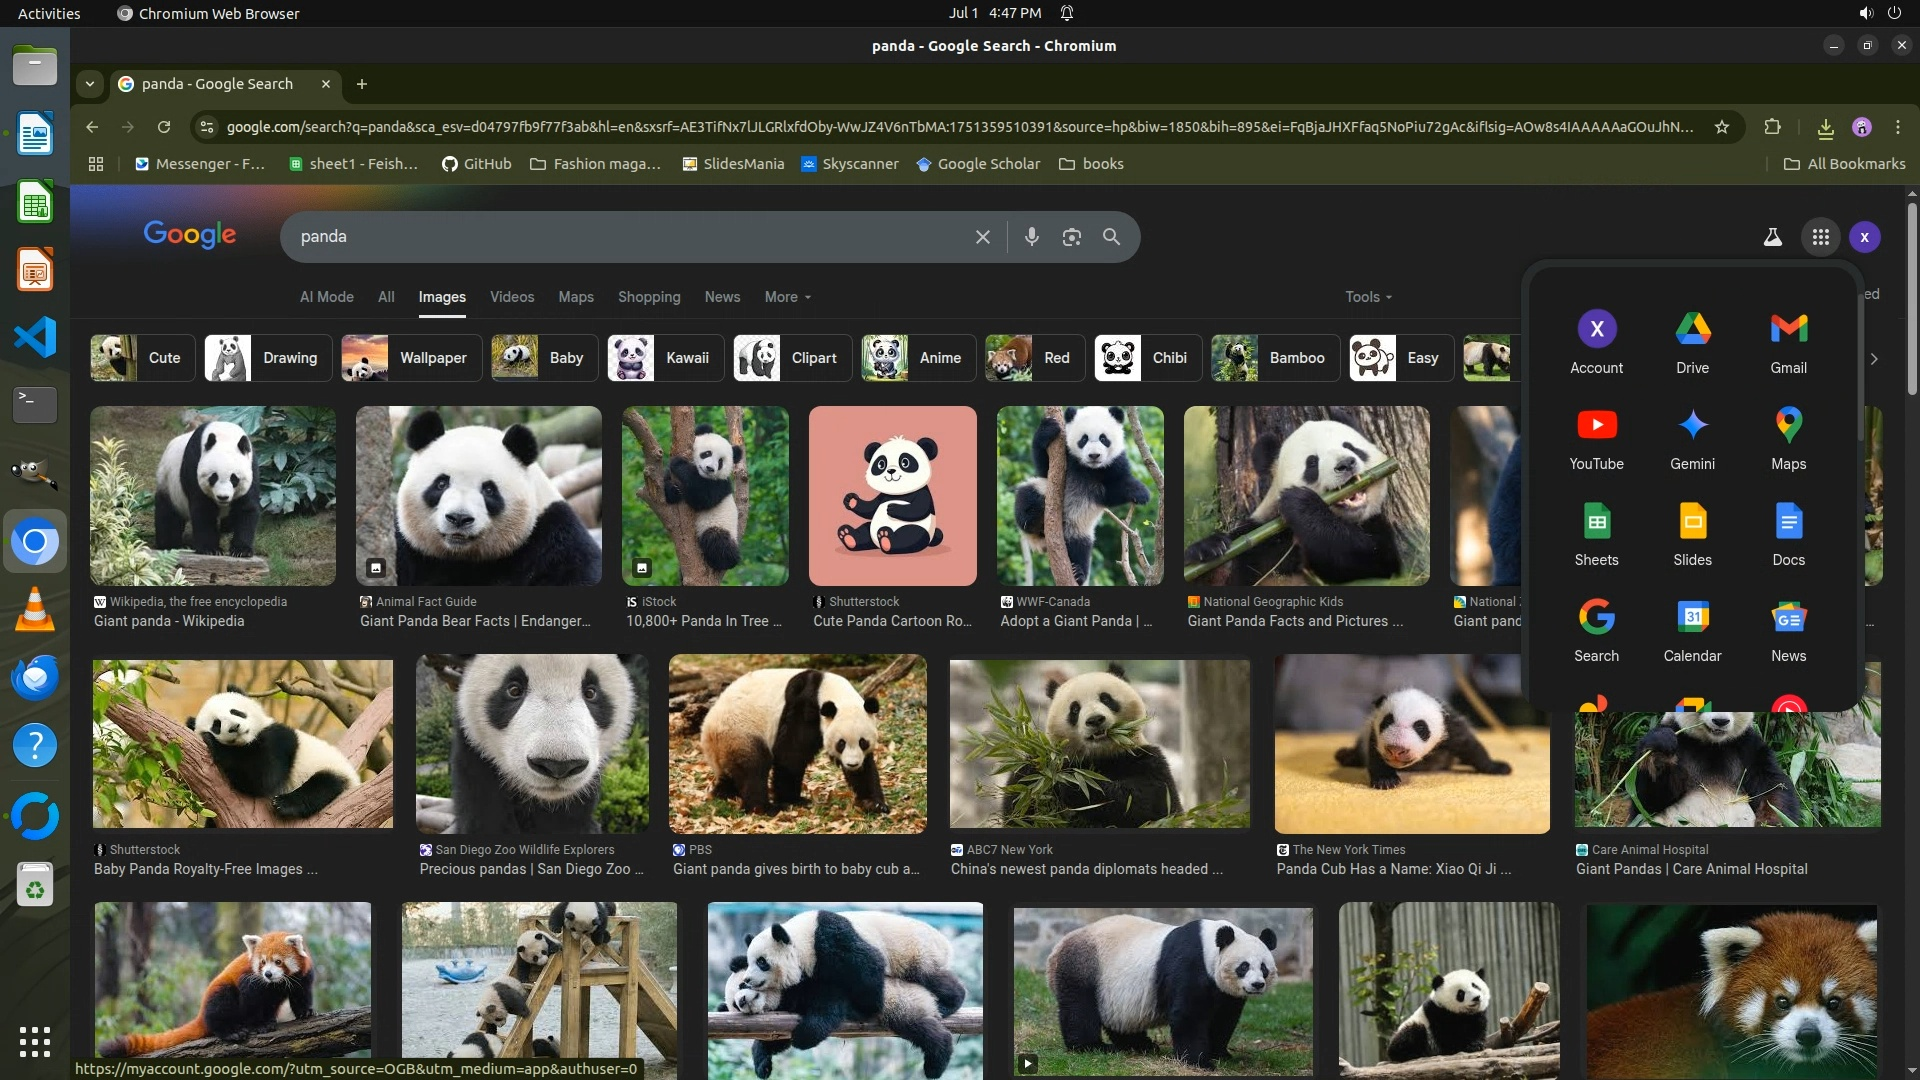 Activities
Chromium Web Browser
Jul 1 4:47 PM
panda - Google Search - Chromium
panda - Google Search
google.com/search?q=panda&sca_esv=d04797fb9f77f3ab&hl=en&sxsrf=AE3TifNx7lJLGRlxfdOby-WwJZ4V6nTbMA:1751359510391&source=hp&biw=1850&bih=895&ei=FqBjaJHXFfaq5NoPiu72gAc&iflsig=AOw8s4IAAAAAaGOuJhN...
Messenger - F...
sheet1 - Feish...
GitHub
Fashion maga...
SlidesMania
Skyscanner
Google Scholar
books
All Bookmarks
Google
panda
X
AI Mode
All
Images
Videos
Maps
Shopping
News
More
Tools
ed
Cute
Drawing
Wallpaper
Baby
Kawaii
Clipart
Anime
Red
Chibi
Bamboo
Easy
X
Account
Drive
Gmail
YouTube
Gemini
Maps
Sheets
Slides
Docs
Search
31
Calendar
GE
News
Wikipedia, the free encyclopedia
Giant panda - Wikipedia
Animal Fact Guide
Giant Panda Bear Facts | Endanger...
iS iStock
10,800+ Panda In Tree ...
Shutterstock
Cute Panda Cartoon Ro...
WWF-Canada
Adopt a Giant Panda | ...
National Geographic Kids
Giant Panda Facts and Pictures ...
National
Giant pand
Shutterstock
Baby Panda Royalty-Free Images ...
San Diego Zoo Wildlife Explorers
Precious pandas | San Diego Zoo ...
PBS
Giant panda gives birth to baby cub a...
ABC7 New York
China's newest panda diplomats headed ...
The New York Times
Panda Cub Has a Name: Xiao Qi Ji ...
Care Animal Hospital
Giant Pandas | Care Animal Hospital
https://myaccount.google.com/?utm_source=OGB&utm_medium=app&authuser=0